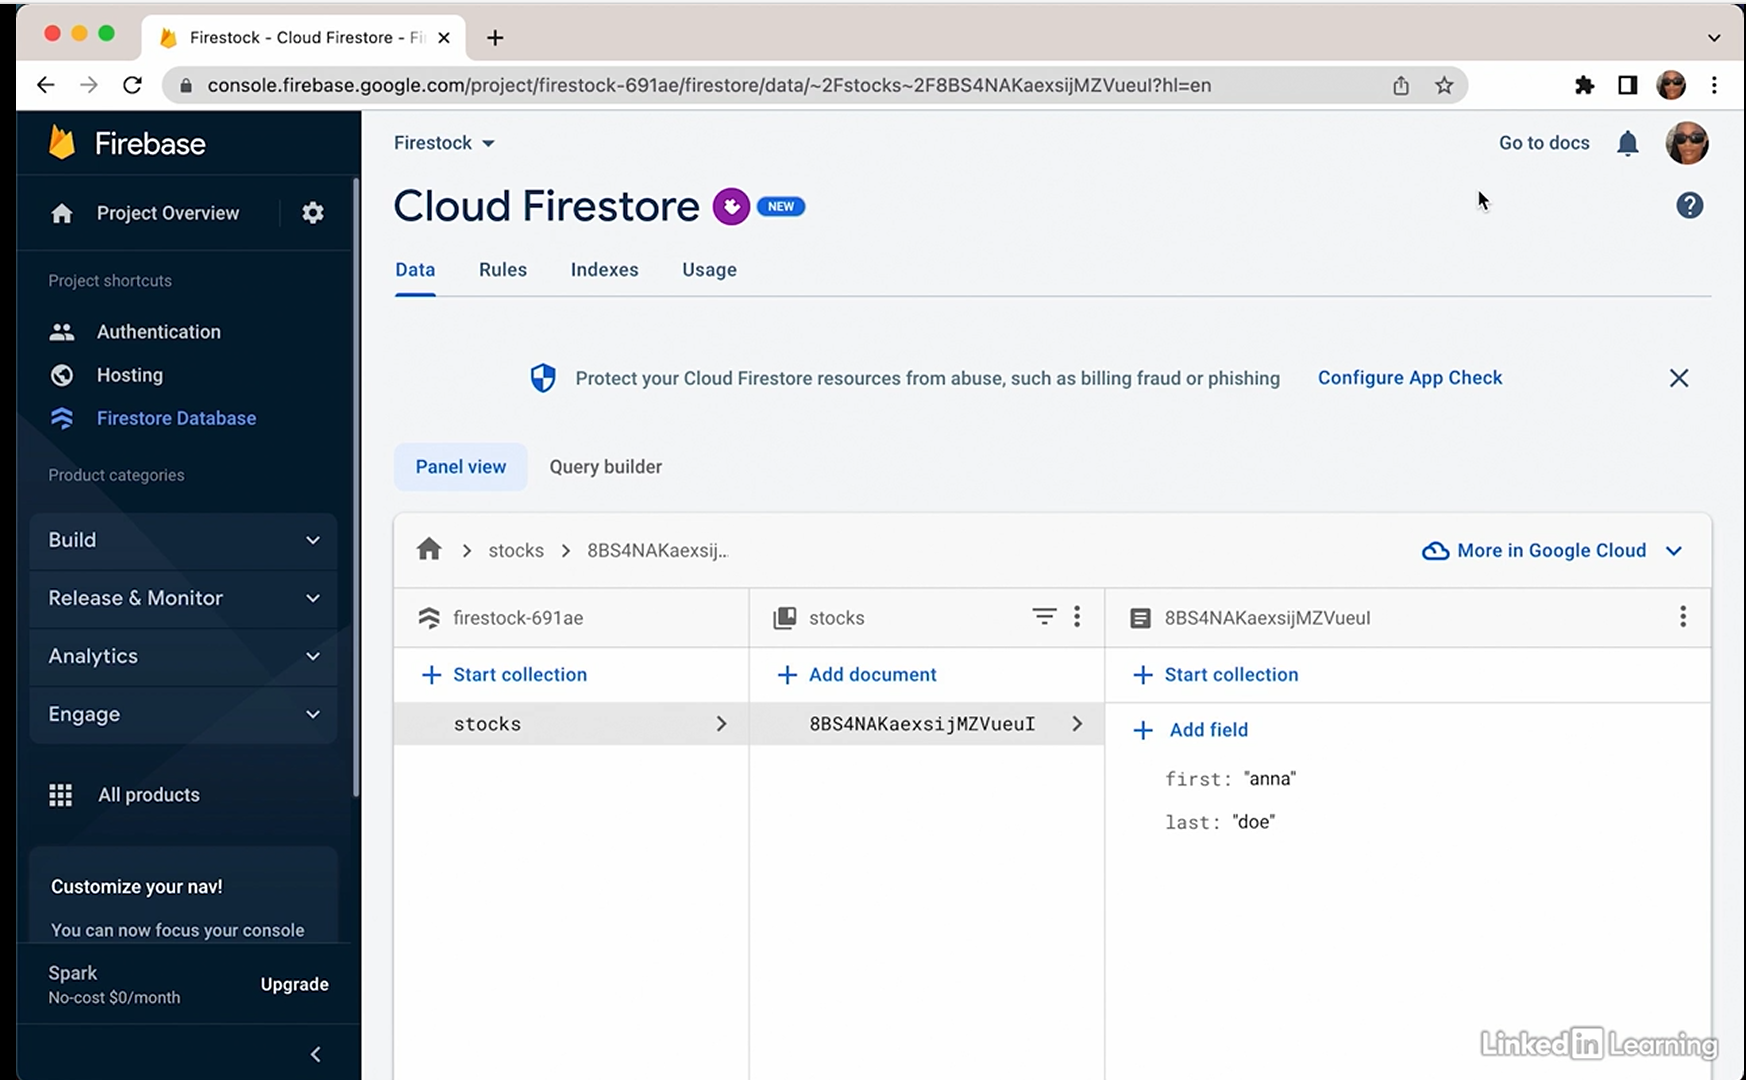 Firestock - Cloud Firestore - Fi
console.firebase.google.com/project/firestock-691ae/firestore/data/~2Fstocks~2F8BS4NAKaexsijMZVueuI?hl=en
Firebase
Firestock
Go to docs
Project Overview
Cloud Firestore
NEW
Project shortcuts
Data
Rules
Indexes
Usage
Authentication
Hosting
Firestore Database
Protect your Cloud Firestore resources from abuse, such as billing fraud or phishing
Configure App Check
Product categories
Panel view
Query builder
Build
stocks
8BS4NAKaexsij...
More in Google Cloud
Release & Monitor
firestock-691ae
stocks
8BS4NAKaexsijMZVueuI
Analytics
Start collection
Add document
Start collection
Engage
stocks
8BS4NAKaexsijMZVueuI
Add field
first: "anna"
All products
last: "doe"
Customize your nav!
You can now focus your console
Spark
No-cost $0/month
Upgrade
Linked in Learning